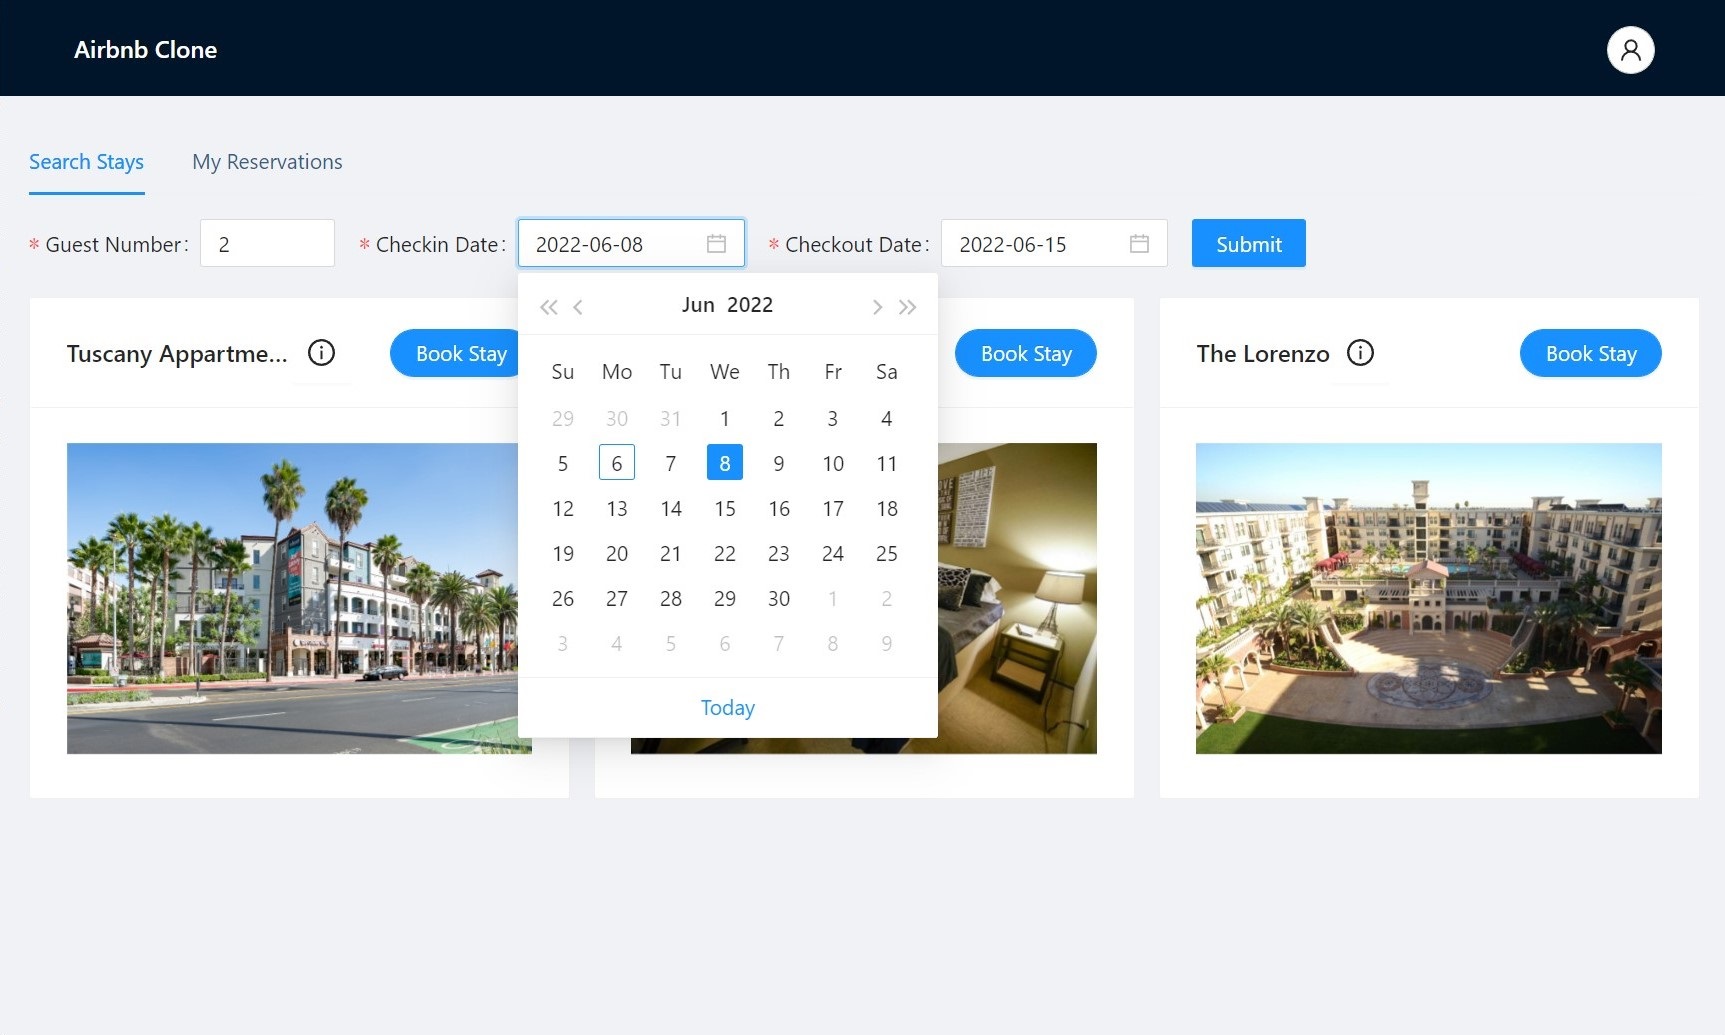 Airbnb Clone
Search Stays My Reservations
* Guest Number: 2 * Checkin Date: 2022-06-08 * Checkout Date: 2022-06-15 Submit
Jun 2022
Tuscany Appartme... Book Stay Book Stay The Lorenzo Book Stay
Su Mo Tu We Th Fr Sa
29 30 31 1 2 3 4
5 6 7 8 9 10 11
12 13 14 15 16 17 18
19 20 21 22 23 24 25
26 27 28 29 30 1 2
3 4 5 6 7 8 9
Today